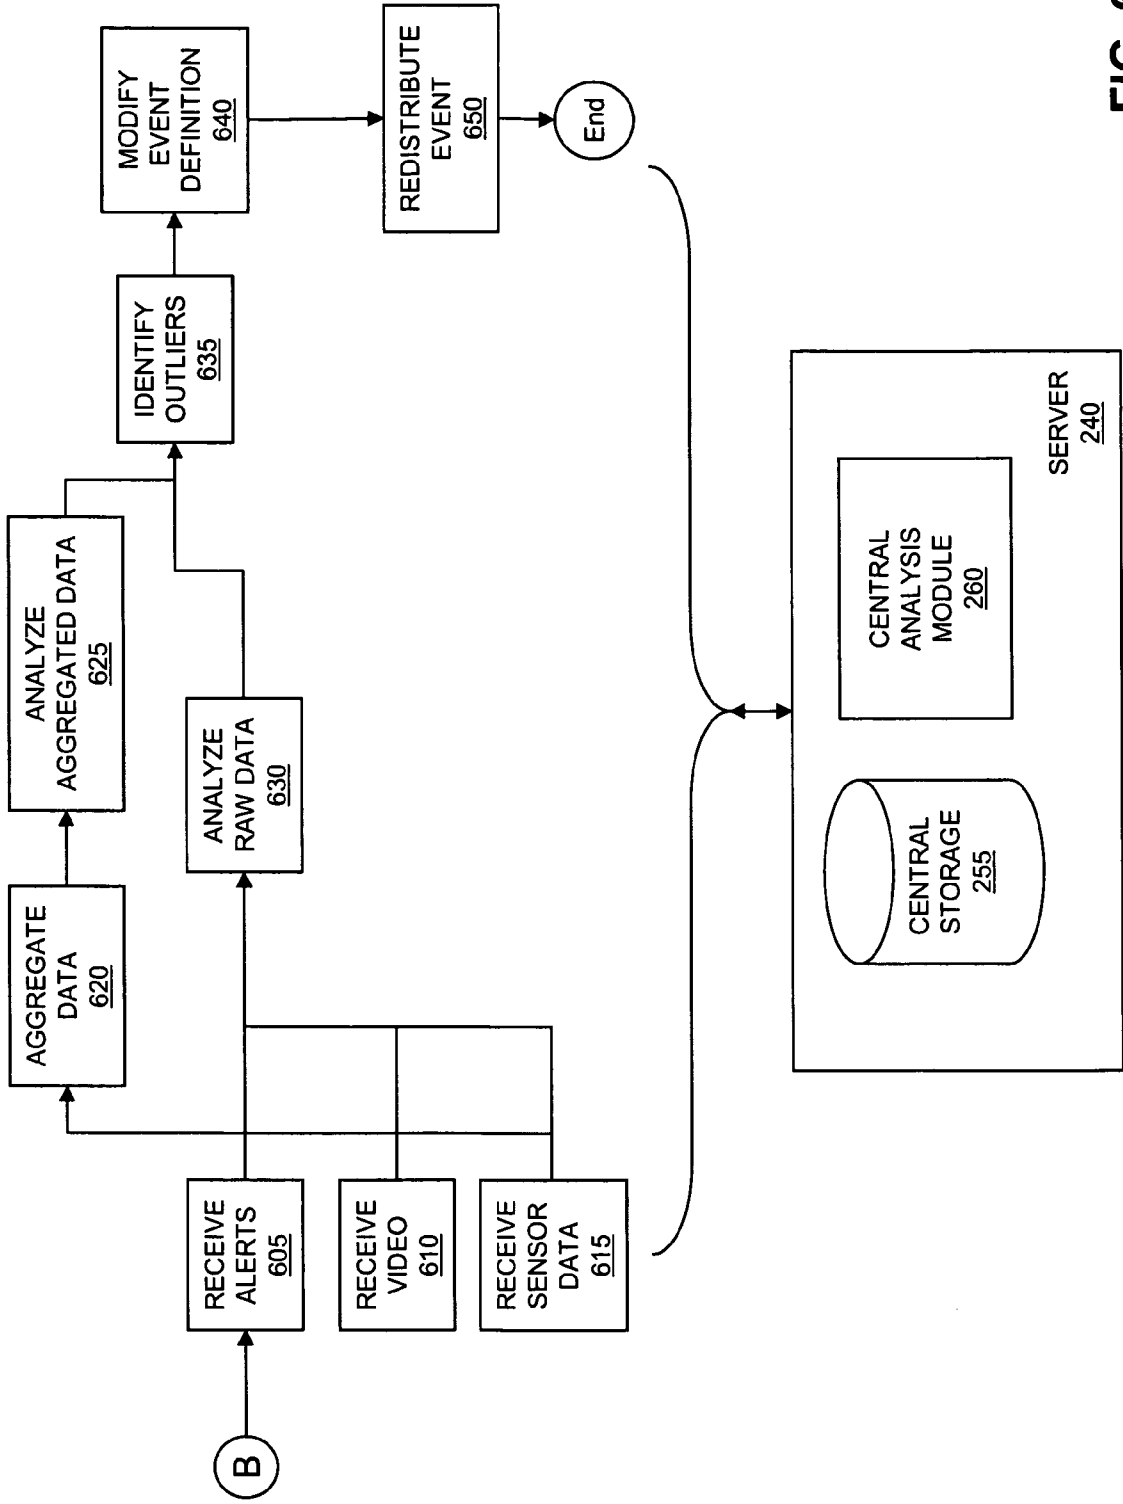 B
RECEIVE
ALERTS
605
RECEIVE
VIDEO
610
RECEIVE
SENSOR
DATA
615
AGGREGATE
DATA
620
ANALYZE
AGGREGATED DATA
625
ANALYZE
RAW DATA
630
IDENTIFY
OUTLIERS
635
MODIFY
EVENT
DEFINITION
640
REDISTRIBUTE
EVENT
650
End
CENTRAL
STORAGE
255
CENTRAL
ANALYSIS
MODULE
260
SERVER
240
FIG.